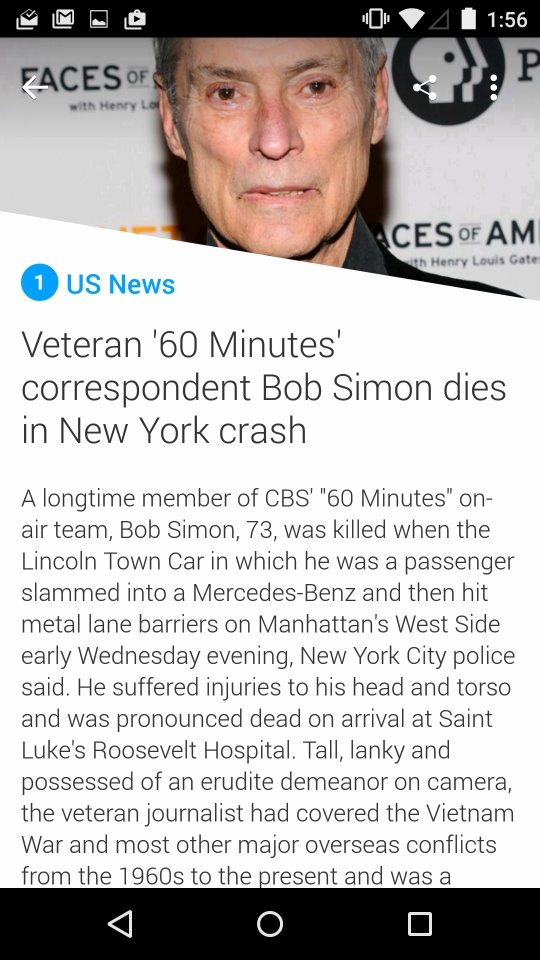 1:56
FACES OF
with Henry Lou
P
ACES OF AM
ith Henry Louis Gate
1 US News
Veteran '60 Minutes'
correspondent Bob Simon dies
in New York crash
A longtime member of CBS' "60 Minutes" on-
air team, Bob Simon, 73, was killed when the
Lincoln Town Car in which he was a passenger
slammed into a Mercedes-Benz and then hit
metal lane barriers on Manhattan's West Side
early Wednesday evening, New York City police
said. He suffered injuries to his head and torso
and was pronounced dead on arrival at Saint
Luke's Roosevelt Hospital. Tall, lanky and
possessed of an erudite demeanor on camera,
the veteran journalist had covered the Vietnam
War and most other major overseas conflicts
from the 1960s to the present and was a